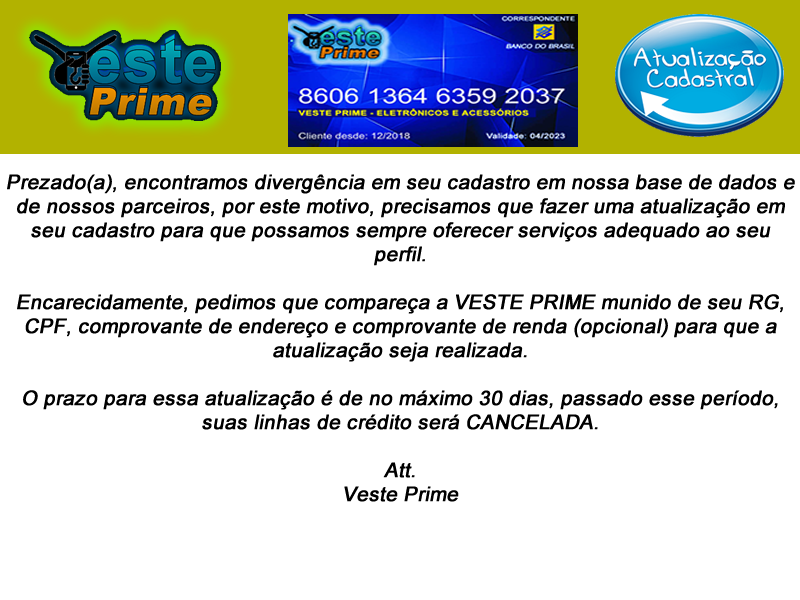 Veste
Prime
Veste
Prime
CORRESPONDENTE
BANCO DO BRASIL
8606 1364 6359 2037
VESTE PRIME - ELETRÔNICOS E ACESSÓRIOS
Cliente desde: 12/2018
Validade: 04/2023
Atualização
Cadastral
Prezado(a), encontramos divergência em seu cadastro em nossa base de dados e
de nossos parceiros, por este motivo, precisamos que fazer uma atualização em
seu cadastro para que possamos sempre oferecer serviços adequado ao seu
perfil.
Encarecidamente, pedimos que compareça a VESTE PRIME munido de seu RG,
CPF, comprovante de endereço e comprovante de renda (opcional) para que a
atualização seja realizada.
O prazo para essa atualização é de no máximo 30 dias, passado esse período,
suas linhas de crédito será CANCELADA.
Att.
Veste Prime